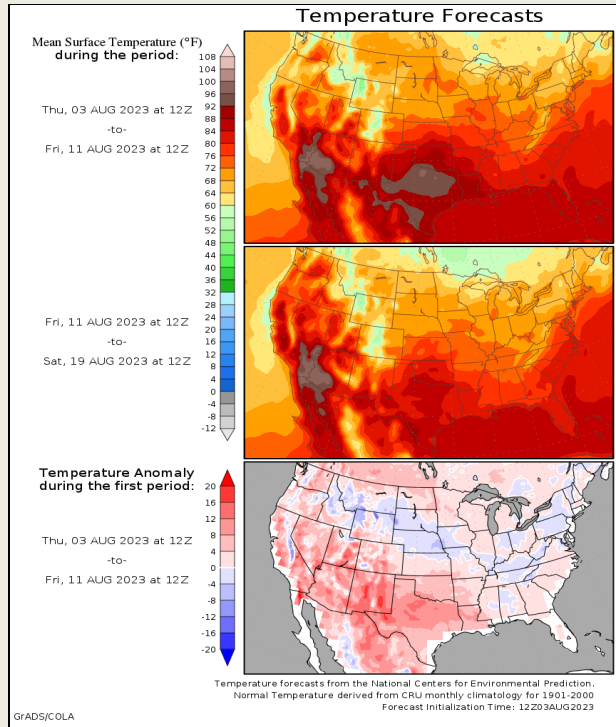 Temperature Forecasts
Mean Surface Temperature (°F)
during the period:
108
104
100
96
92
88
84
80
76
72
68
64
60
56
52
48
44
40
36
32
28
24
20
16
12
8
4
0
-4
-8
-12
Thu, 03 AUG 2023 at 12Z
-to-
Fri, 11 AUG 2023 at 12Z
Fri, 11 AUG 2023 at 12Z
-to-
Sat, 19 AUG 2023 at 12Z
Temperature Anomaly
during the first period:
20
16
12
8
4
0
-4
-8
-12
-16
-20
Thu, 03 AUG 2023 at 12Z
-to-
Fri, 11 AUG 2023 at 12Z
Temperature forecasts from the National Centers for Environmental Prediction.
Normal Temperature derived from CRU monthly climatology for 1901-2000
Forecast Initialization Time: 12Z03AUG2023
GrADS/COLA